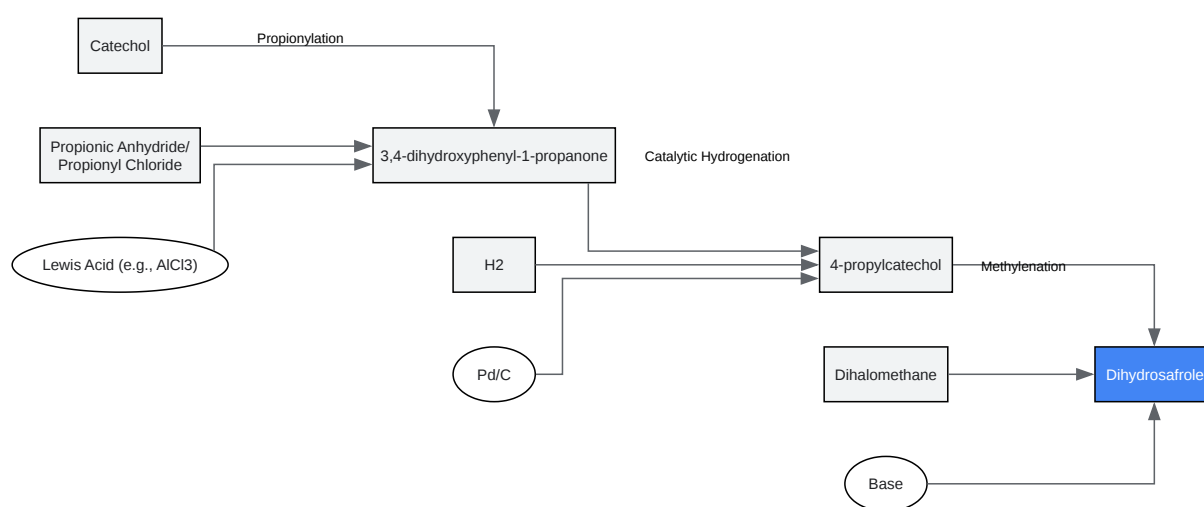 Catechol
Propionylation
Propionic Anhydride/
Propionyl Chloride
3,4-dihydroxyphenyl-1-propanone
Catalytic Hydrogenation
Lewis Acid (e.g., AlCl3)
H2
4-propylcatechol
Methylenation
Pd/C
Dihalomethane
Dihydrosafrole
Base